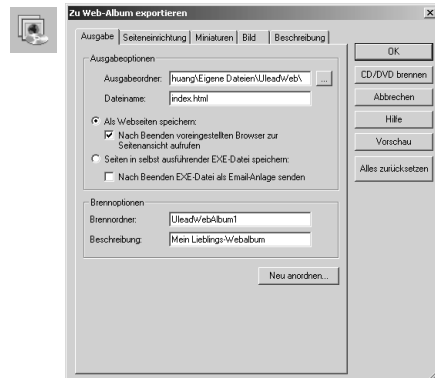 Zu Web-Album exportieren
Ausgabe Seiteneinrichtung Miniaturen Bild Beschreibung
Ausgabeoptionen
Ausgabeordner: huang\Eigene Dateien\UleadWeb\ ...
Dateiname: index.html
Als Webseiten speichern:
Nach Beenden voreingestellten Browser zur
Seitenansicht aufrufen
Seiten in selbst ausführender EXE-Datei speichern:
Nach Beenden EXE-Datei als Email-Anlage senden
Brennoptionen
Brennordner: UleadWebAlbum1
Beschreibung: Mein Lieblings-Webalbum
Neu anordnen...
OK
CD/DVD brennen
Abbrechen
Hilfe
Vorschau
Alles zurücksetzen